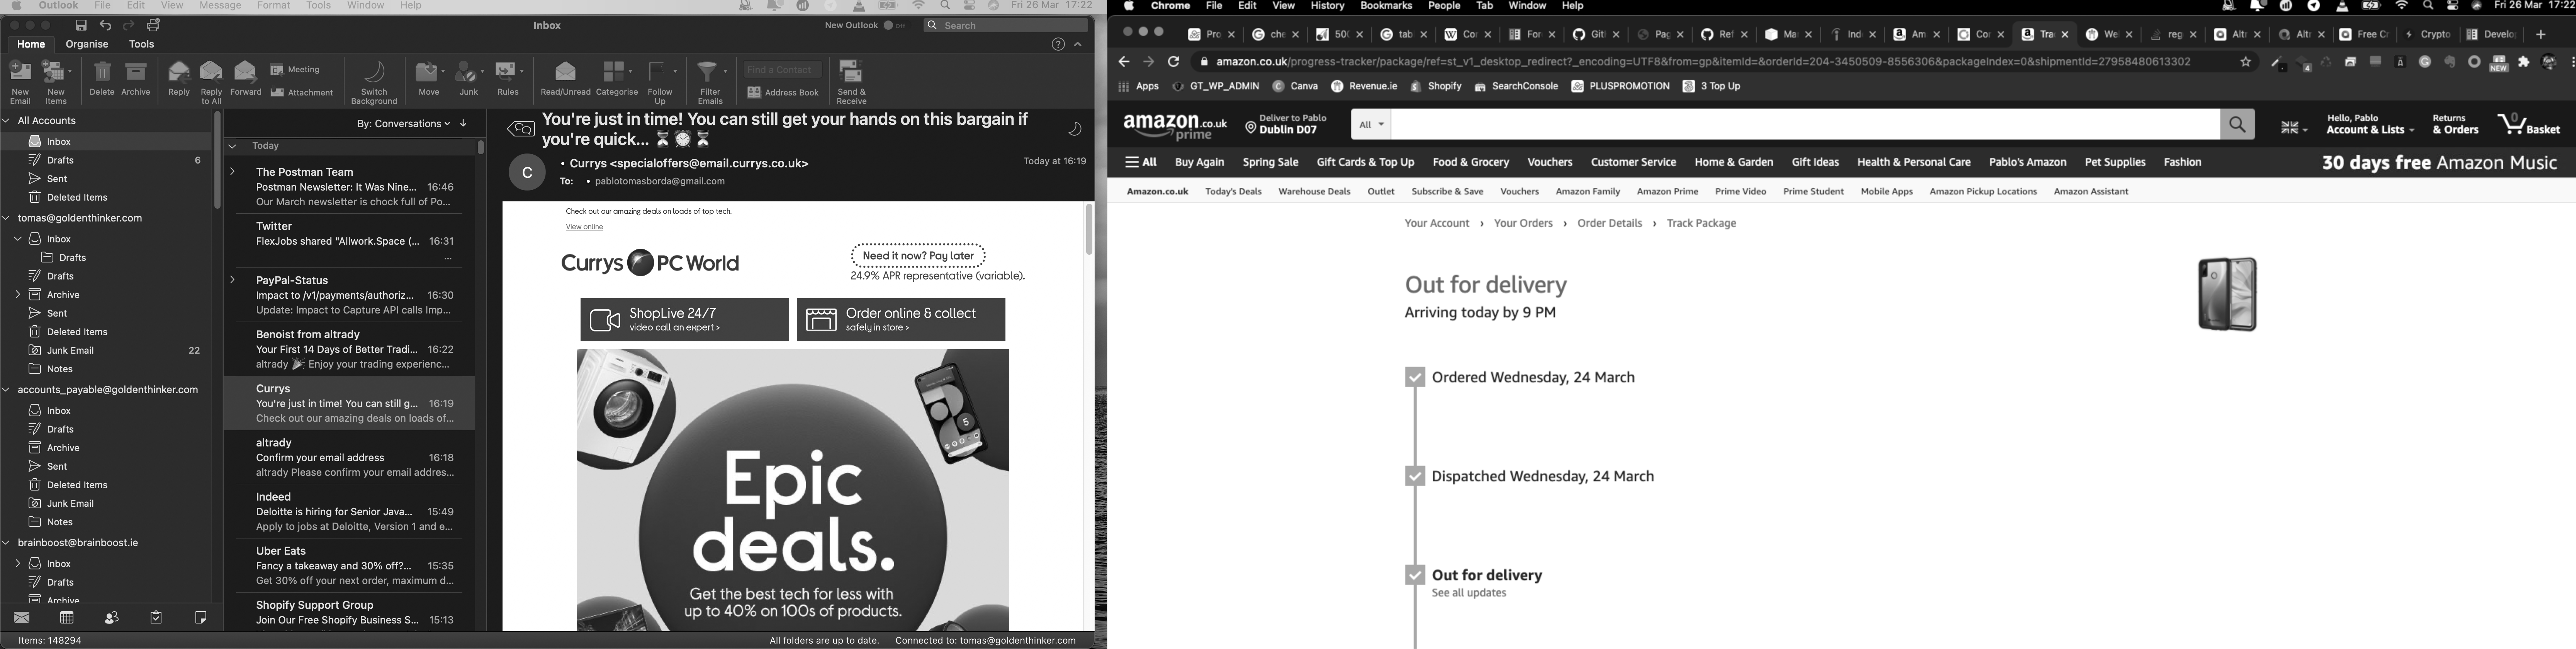 Outlook File Edit View Message Format Tools Window Help Fri 26 Mar 17:22
Inbox
New Outlook Off
Search
Home Organise Tools
New Email
New Items
Delete
Archive
Reply
Reply to All
Forward
Meeting
Attachment
Switch Background
Move
Junk
Rules
Read/Unread
Categorise
Follow Up
Filter Emails
Find a Contact
Address Book
Send & Receive
All Accounts
Inbox
Drafts 6
Sent
Deleted Items
tomas@goldenthinker.com
Inbox
Drafts
Drafts
Archive
Sent
Deleted Items
Junk Email 22
Notes
accounts_payable@goldenthinker.com
Inbox
Drafts
Archive
Sent
Deleted Items
Junk Email
Notes
brainboost@brainboost.ie
Inbox
Drafts
Archive
Items: 148294
By: Conversations
Today
The Postman Team
Postman Newsletter: It Was Nine... 16:46
Our March newsletter is chock full of Po...
Twitter
FlexJobs shared "Allwork.Space (... 16:31
...
PayPal-Status
Impact to /v1/payments/authoriz... 16:30
Update: Impact to Capture API calls Imp...
Benoist from altrady
Your First 14 Days of Better Tradi... 16:22
altrady 🎉 Enjoy your trading experienc...
Currys
You're just in time! You can still g... 16:19
Check out our amazing deals on loads of...
altrady
Confirm your email address 16:18
altrady Please confirm your email addres...
Indeed
Deloitte is hiring for Senior Java... 15:49
Apply to jobs at Deloitte, Version 1 and e...
Uber Eats
Fancy a takeaway and 30% off?... 15:35
Get 30% off your next order, maximum d...
Shopify Support Group
Join Our Free Shopify Business S... 15:13
You're just in time! You can still get your hands on this bargain if
you're quick... ⏳⏰⏳
C
• Currys <specialoffers@email.currys.co.uk>
Today at 16:19
To: • pablotomasborda@gmail.com
Check out our amazing deals on loads of top tech.
View online
Currys PC World
Need it now? Pay later
24.9% APR representative (variable).
ShopLive 24/7
video call an expert >
Order online & collect
safely in store >
5
Epic
deals.
Get the best tech for less with
up to 40% on 100s of products.
All folders are up to date. Connected to: tomas@goldenthinker.com
Chrome File Edit View History Bookmarks People Tab Window Help Fri 26 Mar 17:22
Pro che 500 tab Cor For Git Pag Ref Ma Ind Am Cor Tra Wel reg Altr Altr Free Cr Crypto Develo
amazon.co.uk/progress-tracker/package/ref=st_v1_desktop_redirect?_encoding=UTF8&from=gp&itemId=&orderId=204-3450509-8556306&packageIndex=0&shipmentId=27958480613302
4
NEW
Apps GT_WP_ADMIN Canva Revenue.ie Shopify SearchConsole PLUSPROMOTION 3 Top Up
amazon.co.uk
prime
Deliver to Pablo
Dublin D07
All
Hello, Pablo
Account & Lists
Returns
& Orders
0
Basket
All Buy Again Spring Sale Gift Cards & Top Up Food & Grocery Vouchers Customer Service Home & Garden Gift Ideas Health & Personal Care Pablo's Amazon Pet Supplies Fashion
30 days free Amazon Music
Amazon.co.uk Today's Deals Warehouse Deals Outlet Subscribe & Save Vouchers Amazon Family Amazon Prime Prime Video Prime Student Mobile Apps Amazon Pickup Locations Amazon Assistant
Your Account › Your Orders › Order Details › Track Package
Out for delivery
Arriving today by 9 PM
Ordered Wednesday, 24 March
Dispatched Wednesday, 24 March
Out for delivery
See all updates